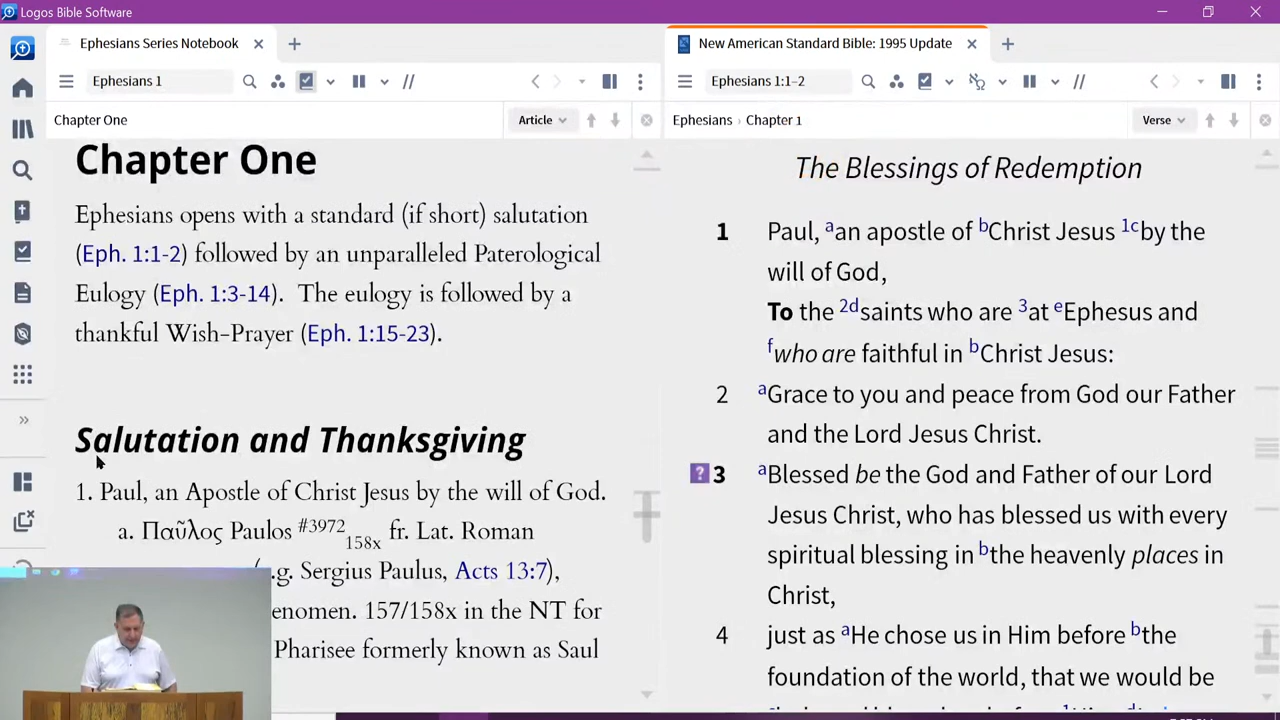 Logos Bible Software
Ephesians Series Notebook
New American Standard Bible: 1995 Update
Ephesians 1
Ephesians 1:1-2
Chapter One
Article
Ephesians › Chapter 1
Verse
Chapter One
Ephesians opens with a standard (if short) salutation
(Eph. 1:1-2) followed by an unparalleled Paterological
Eulogy (Eph. 1:3-14). The eulogy is followed by a
thankful Wish-Prayer (Eph. 1:15-23).
Salutation and Thanksgiving
1. Paul, an Apostle of Christ Jesus by the will of God.
a. Παῦλος Paulos #3972 158x fr. Lat. Roman
.g. Sergius Paulus, Acts 13:7),
enomen. 157/158x in the NT for
Pharisee formerly known as Saul
The Blessings of Redemption
1 Paul, a an apostle of b Christ Jesus 1c by the
will of God,
To the 2d saints who are 3 at e Ephesus and
f who are faithful in b Christ Jesus:
2 a Grace to you and peace from God our Father
and the Lord Jesus Christ.
3 a Blessed be the God and Father of our Lord
Jesus Christ, who has blessed us with every
spiritual blessing in b the heavenly places in
Christ,
4 just as a He chose us in Him before b the
foundation of the world, that we would be